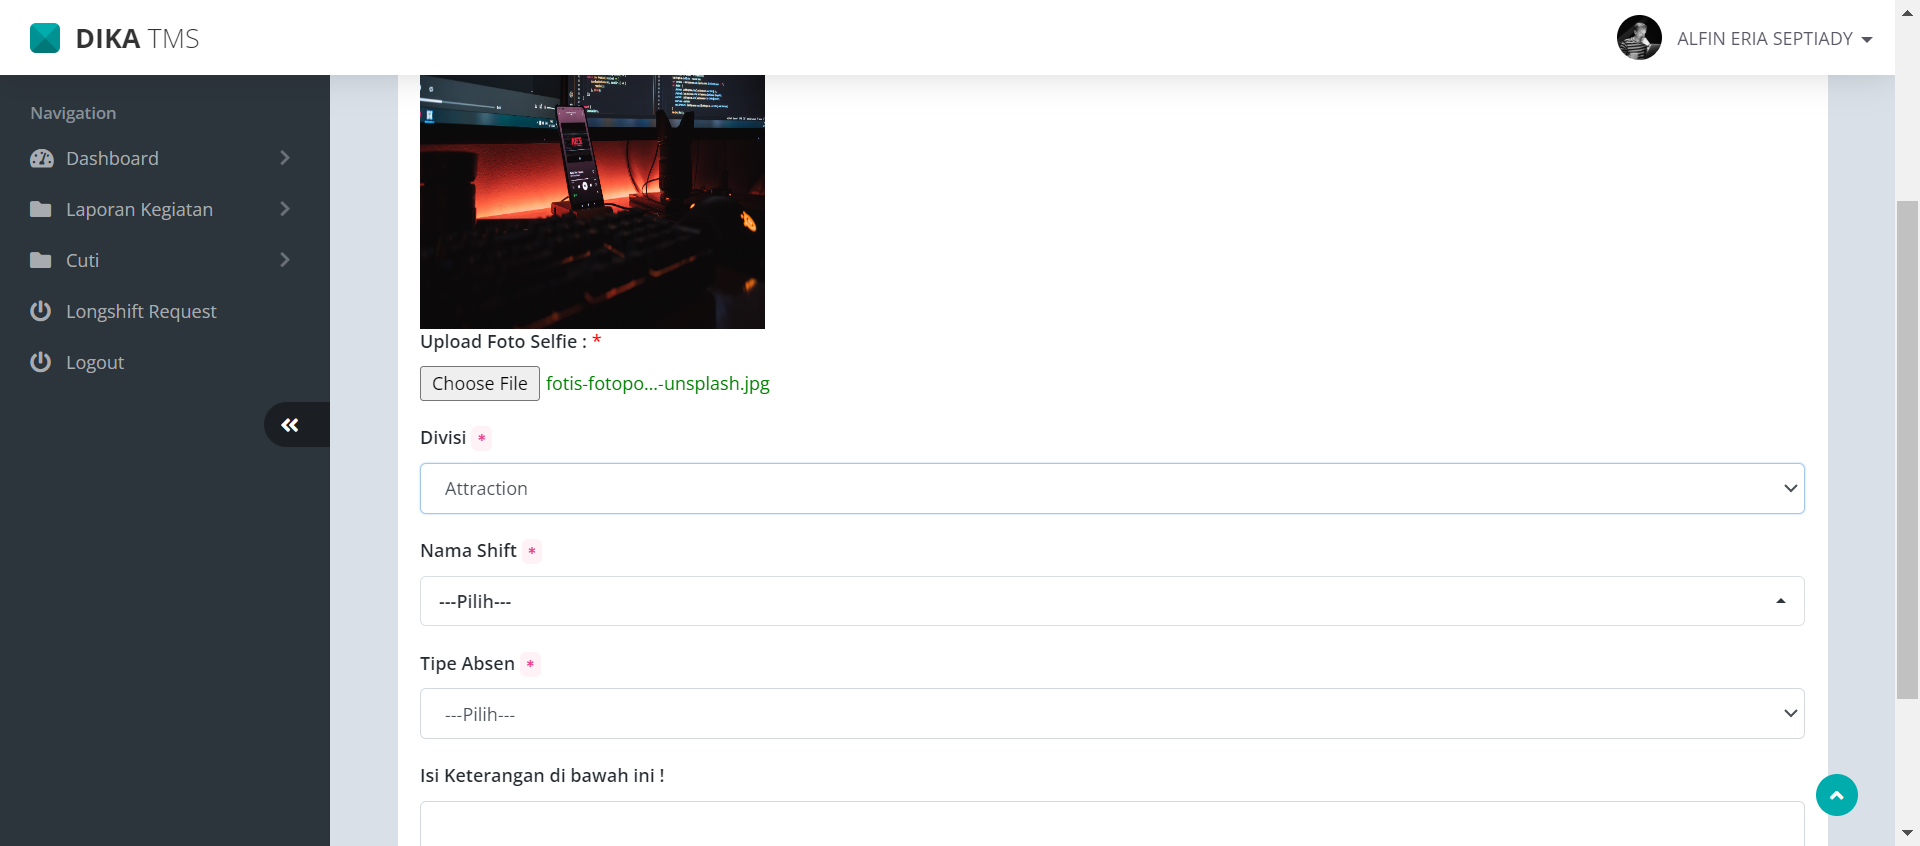 DIKA TMS
ALFIN ERIA SEPTIADY
Navigation
Dashboard
Laporan Kegiatan
Cuti
Longshift Request
Logout
Upload Foto Selfie : *
Choose File fotis-fotopo...-unsplash.jpg
Divisi *
Attraction
Nama Shift *
---Pilih---
Tipe Absen *
---Pilih---
Isi Keterangan di bawah ini !